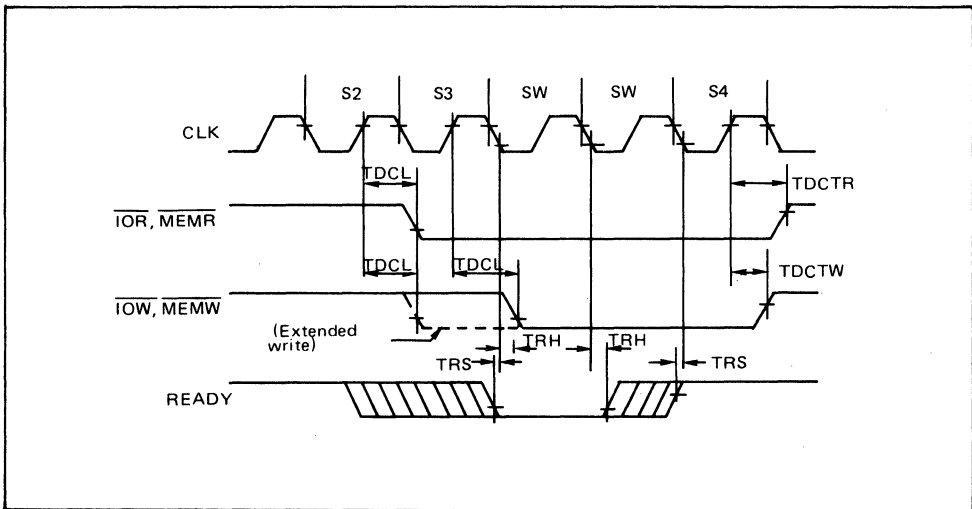 S2 S3 SW SW S4
CLK
TDCL TDCTR
IOR, MEMR
TDCL TDCL TDCTW
IOW, MEMW
(Extended
write)
TRH TRH
TRS TRS
READY